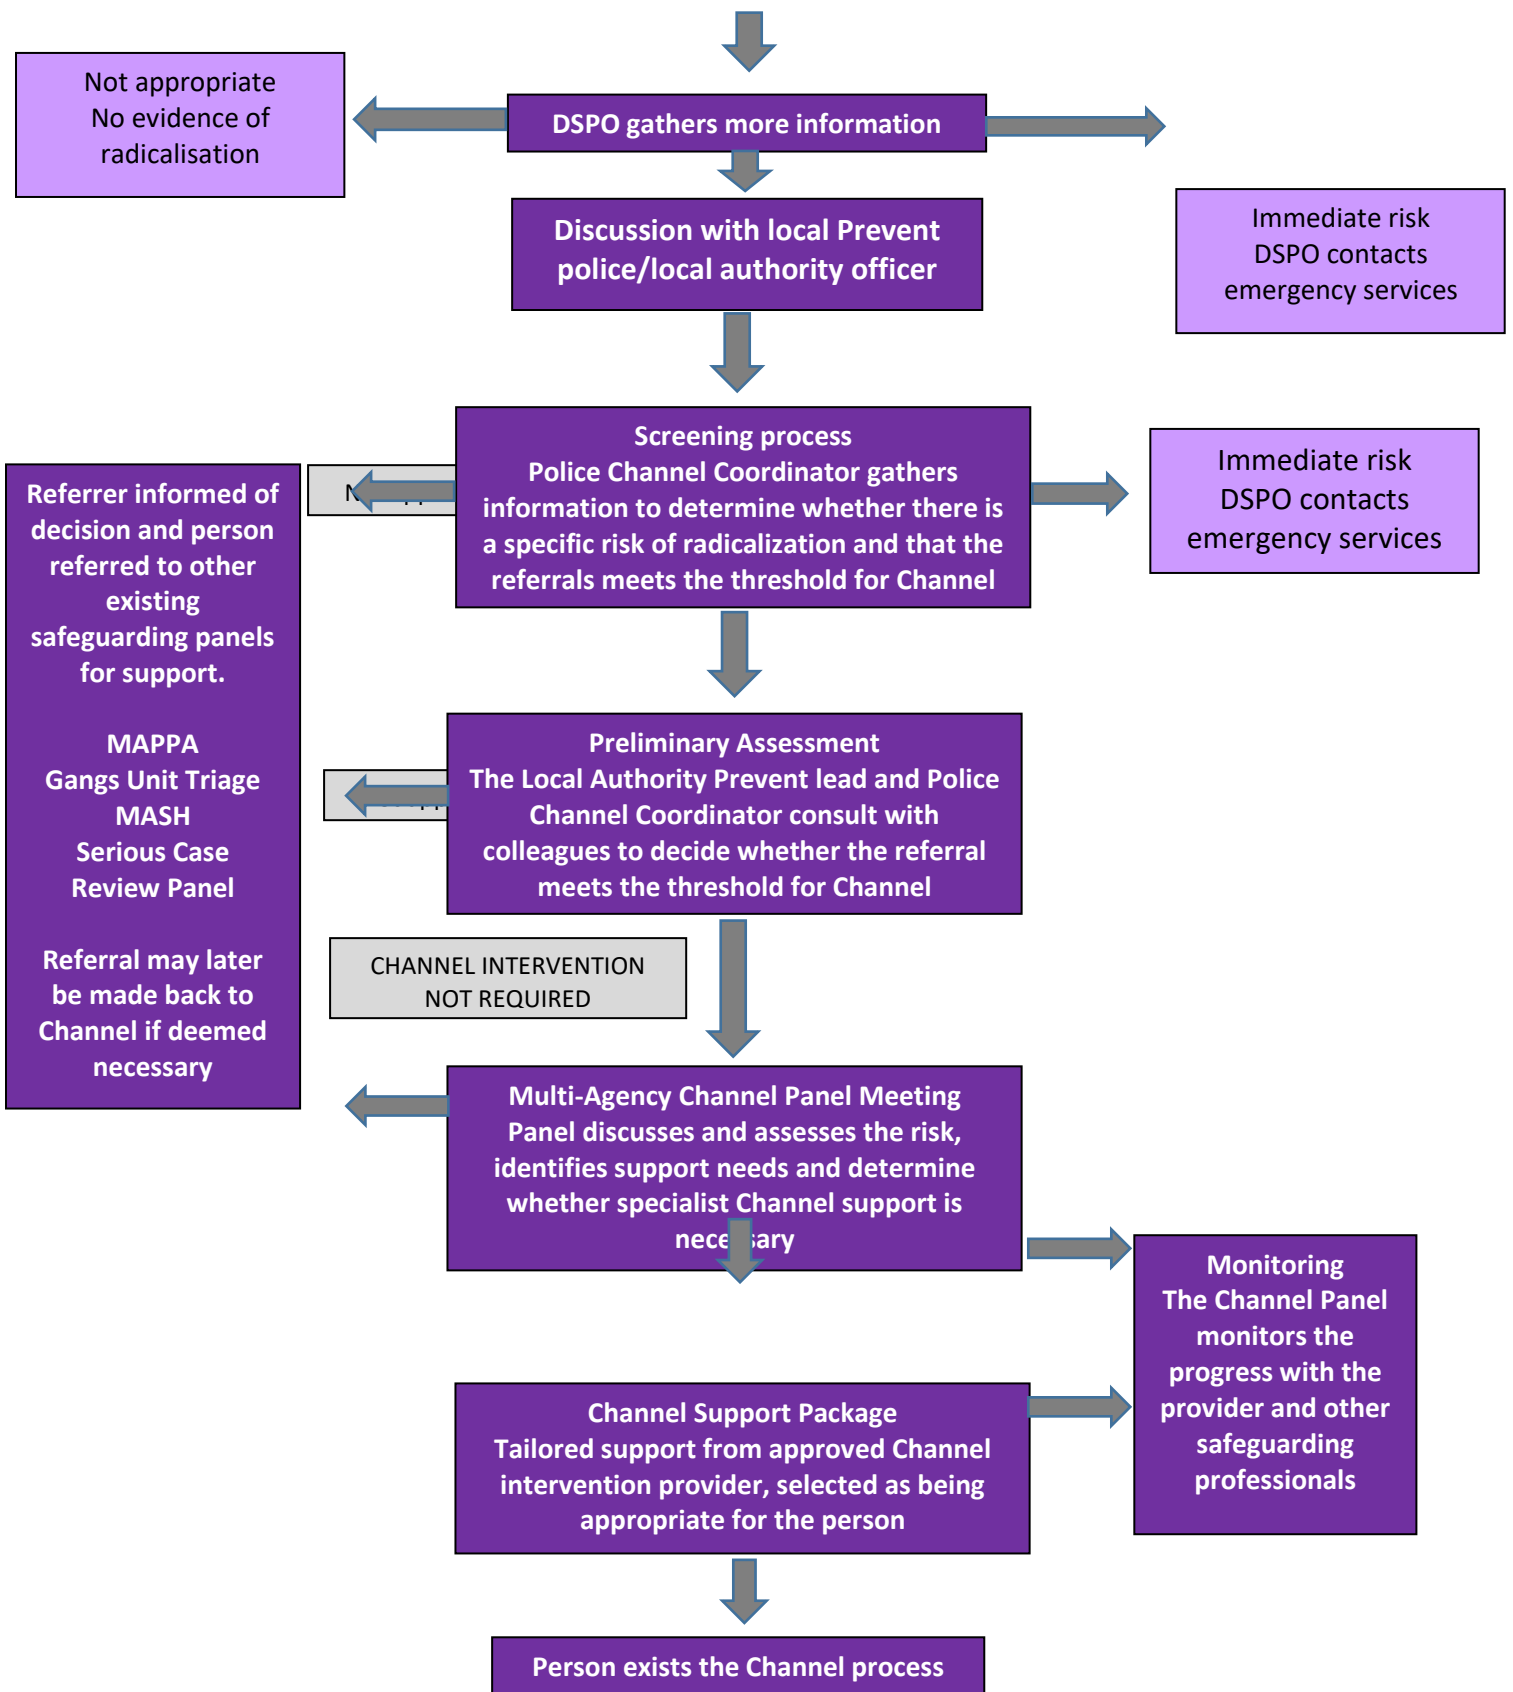 Not appropriate
No evidence of
radicalisation
DSPO gathers more information
Discussion with local Prevent
police/local authority officer
Immediate risk
DSPO contacts
emergency services
Screening process
Police Channel Coordinator gathers
information to determine whether there is
a specific risk of radicalization and that the
referrals meets the threshold for Channel
Immediate risk
DSPO contacts
emergency services
Referrer informed of
decision and person
referred to other
existing
safeguarding panels
for support.
MAPPA
Gangs Unit Triage
MASH
Serious Case
Review Panel
Referral may later
be made back to
Channel if deemed
necessary
Preliminary Assessment
The Local Authority Prevent lead and Police
Channel Coordinator consult with
colleagues to decide whether the referral
meets the threshold for Channel
CHANNEL INTERVENTION
NOT REQUIRED
Multi-Agency Channel Panel Meeting
Panel discusses and assesses the risk,
identifies support needs and determine
whether specialist Channel support is
necessary
Monitoring
The Channel Panel
monitors the
progress with the
provider and other
safeguarding
professionals
Channel Support Package
Tailored support from approved Channel
intervention provider, selected as being
appropriate for the person
Person exists the Channel process